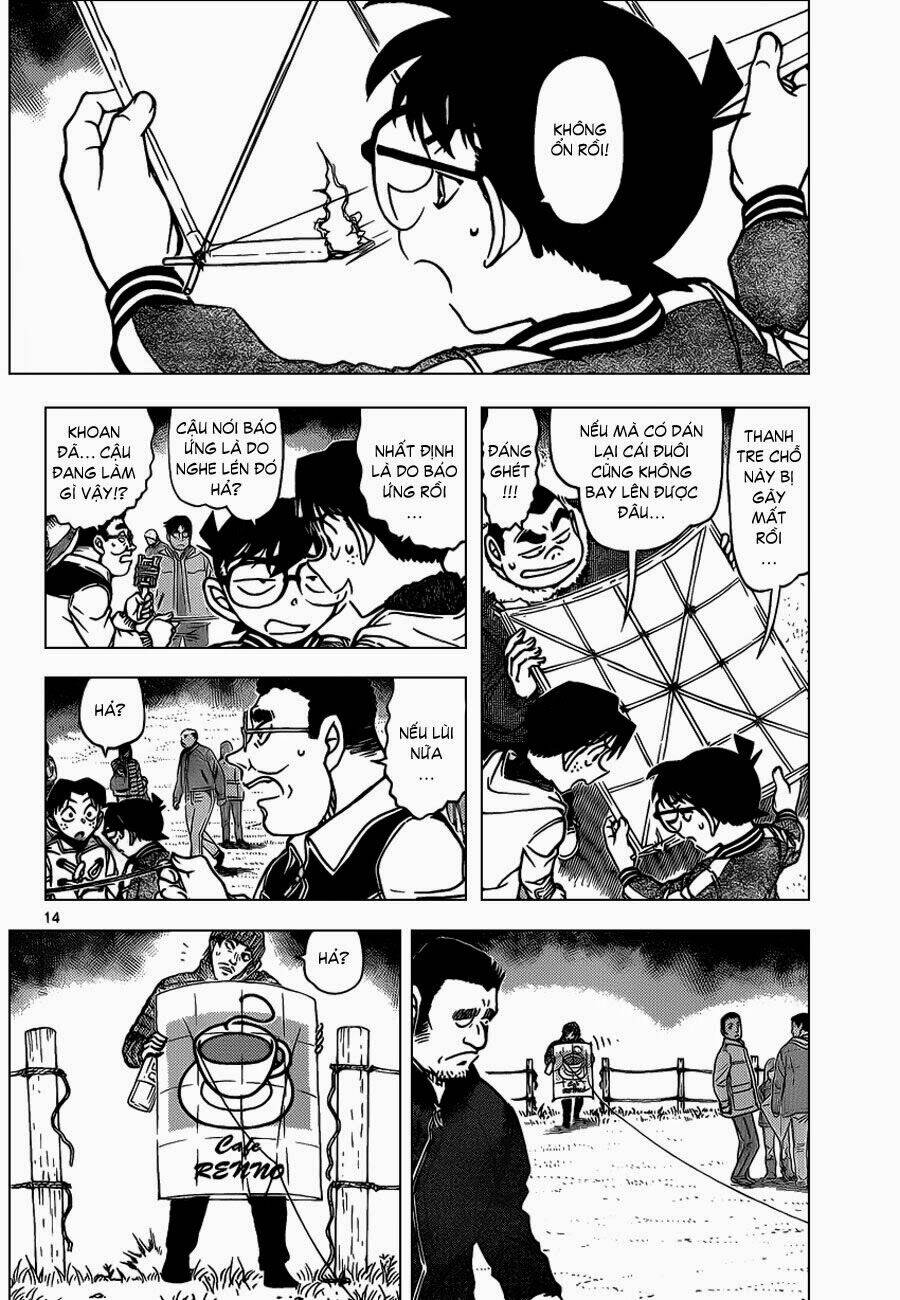 KHÔNG
ỔN RỒI!
THANH
TRE CHỖ
NÀY BỊ
GÃY
MẤT
RỒI
...
NẾU MÀ CÓ DÁN
LẠI CÁI ĐUÔI
CŨNG KHÔNG
BAY LÊN ĐƯỢC
ĐÂU...
ĐÁNG
GHÉT
!!!
NHẤT ĐỊNH
LÀ DO BÁO
ỨNG RỒI
...
CẬU NÓI BÁO
ỨNG LÀ DO
NGHE LÉN ĐÓ
HẢ?
KHOAN
ĐÃ... CẬU
ĐANG LÀM
GÌ VẬY!?
NẾU LÙI
NỮA
...
HẢ?
14
HẢ?
Cafe
RENNO
Cafe
RENNO